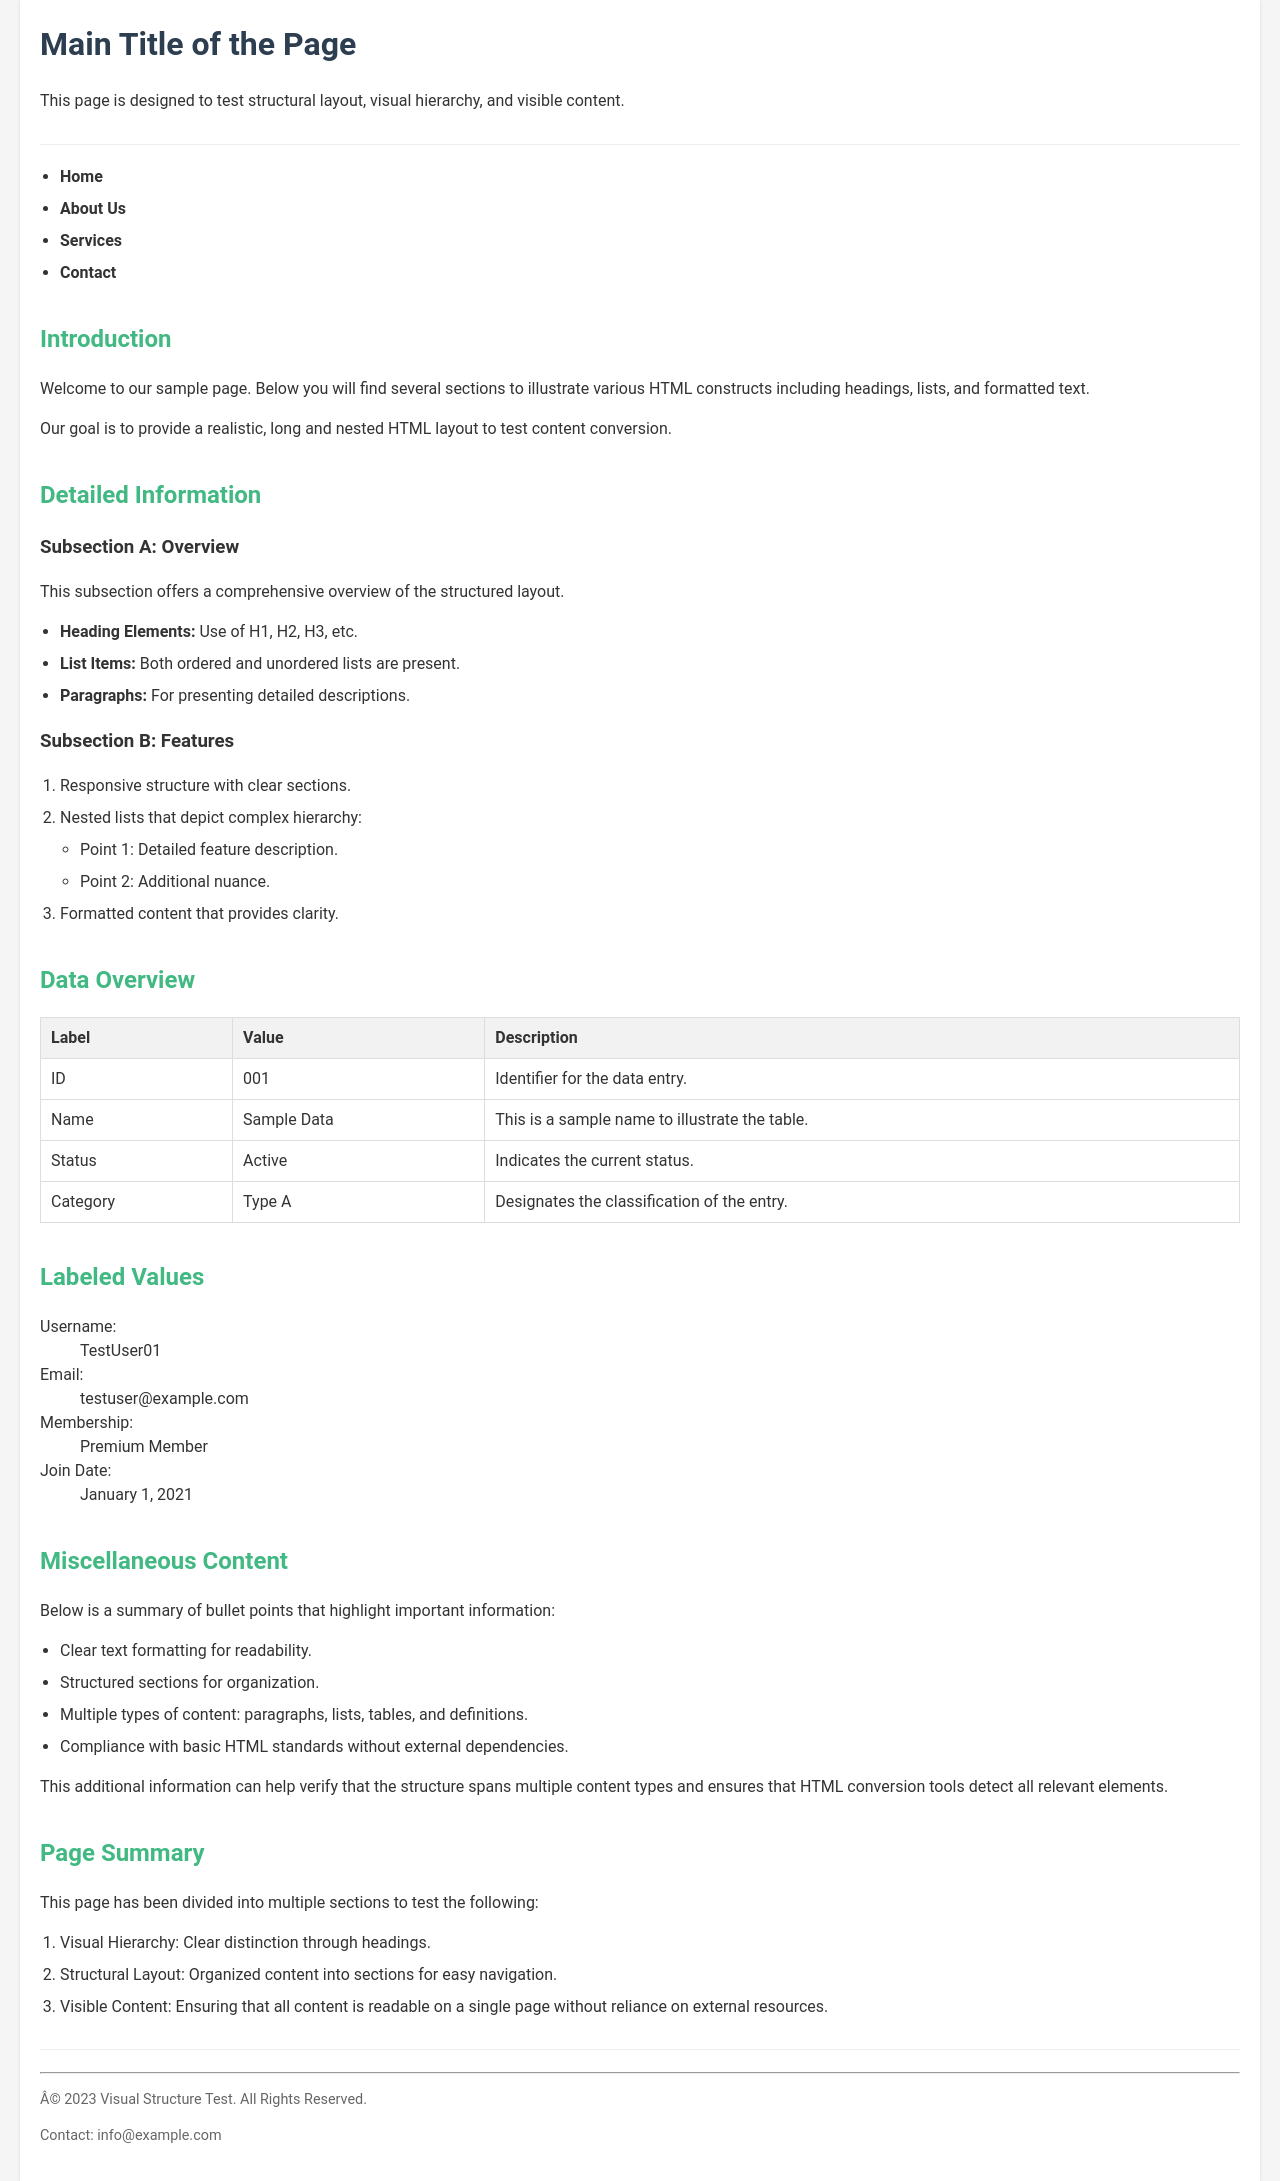 Main Title of the Page
This page is designed to test structural layout, visual hierarchy, and visible content.
Home
About Us
Services
Contact
Introduction
Welcome to our sample page. Below you will find several sections to illustrate various HTML constructs including headings, lists, and formatted text.
Our goal is to provide a realistic, long and nested HTML layout to test content conversion.
Detailed Information
Subsection A: Overview
This subsection offers a comprehensive overview of the structured layout.
Heading Elements: Use of H1, H2, H3, etc.
List Items: Both ordered and unordered lists are present.
Paragraphs: For presenting detailed descriptions.
Subsection B: Features
1. Responsive structure with clear sections.
2. Nested lists that depict complex hierarchy:
Point 1: Detailed feature description.
Point 2: Additional nuance.
3. Formatted content that provides clarity.
Data Overview
Label Value Description
ID 001 Identifier for the data entry.
Name Sample Data This is a sample name to illustrate the table.
Status Active Indicates the current status.
Category Type A Designates the classification of the entry.
Labeled Values
Username:
TestUser01
Email:
testuser@example.com
Membership:
Premium Member
Join Date:
January 1, 2021
Miscellaneous Content
Below is a summary of bullet points that highlight important information:
Clear text formatting for readability.
Structured sections for organization.
Multiple types of content: paragraphs, lists, tables, and definitions.
Compliance with basic HTML standards without external dependencies.
This additional information can help verify that the structure spans multiple content types and ensures that HTML conversion tools detect all relevant elements.
Page Summary
This page has been divided into multiple sections to test the following:
1. Visual Hierarchy: Clear distinction through headings.
2. Structural Layout: Organized content into sections for easy navigation.
3. Visible Content: Ensuring that all content is readable on a single page without reliance on external resources.
Â© 2023 Visual Structure Test. All Rights Reserved.
Contact: info@example.com